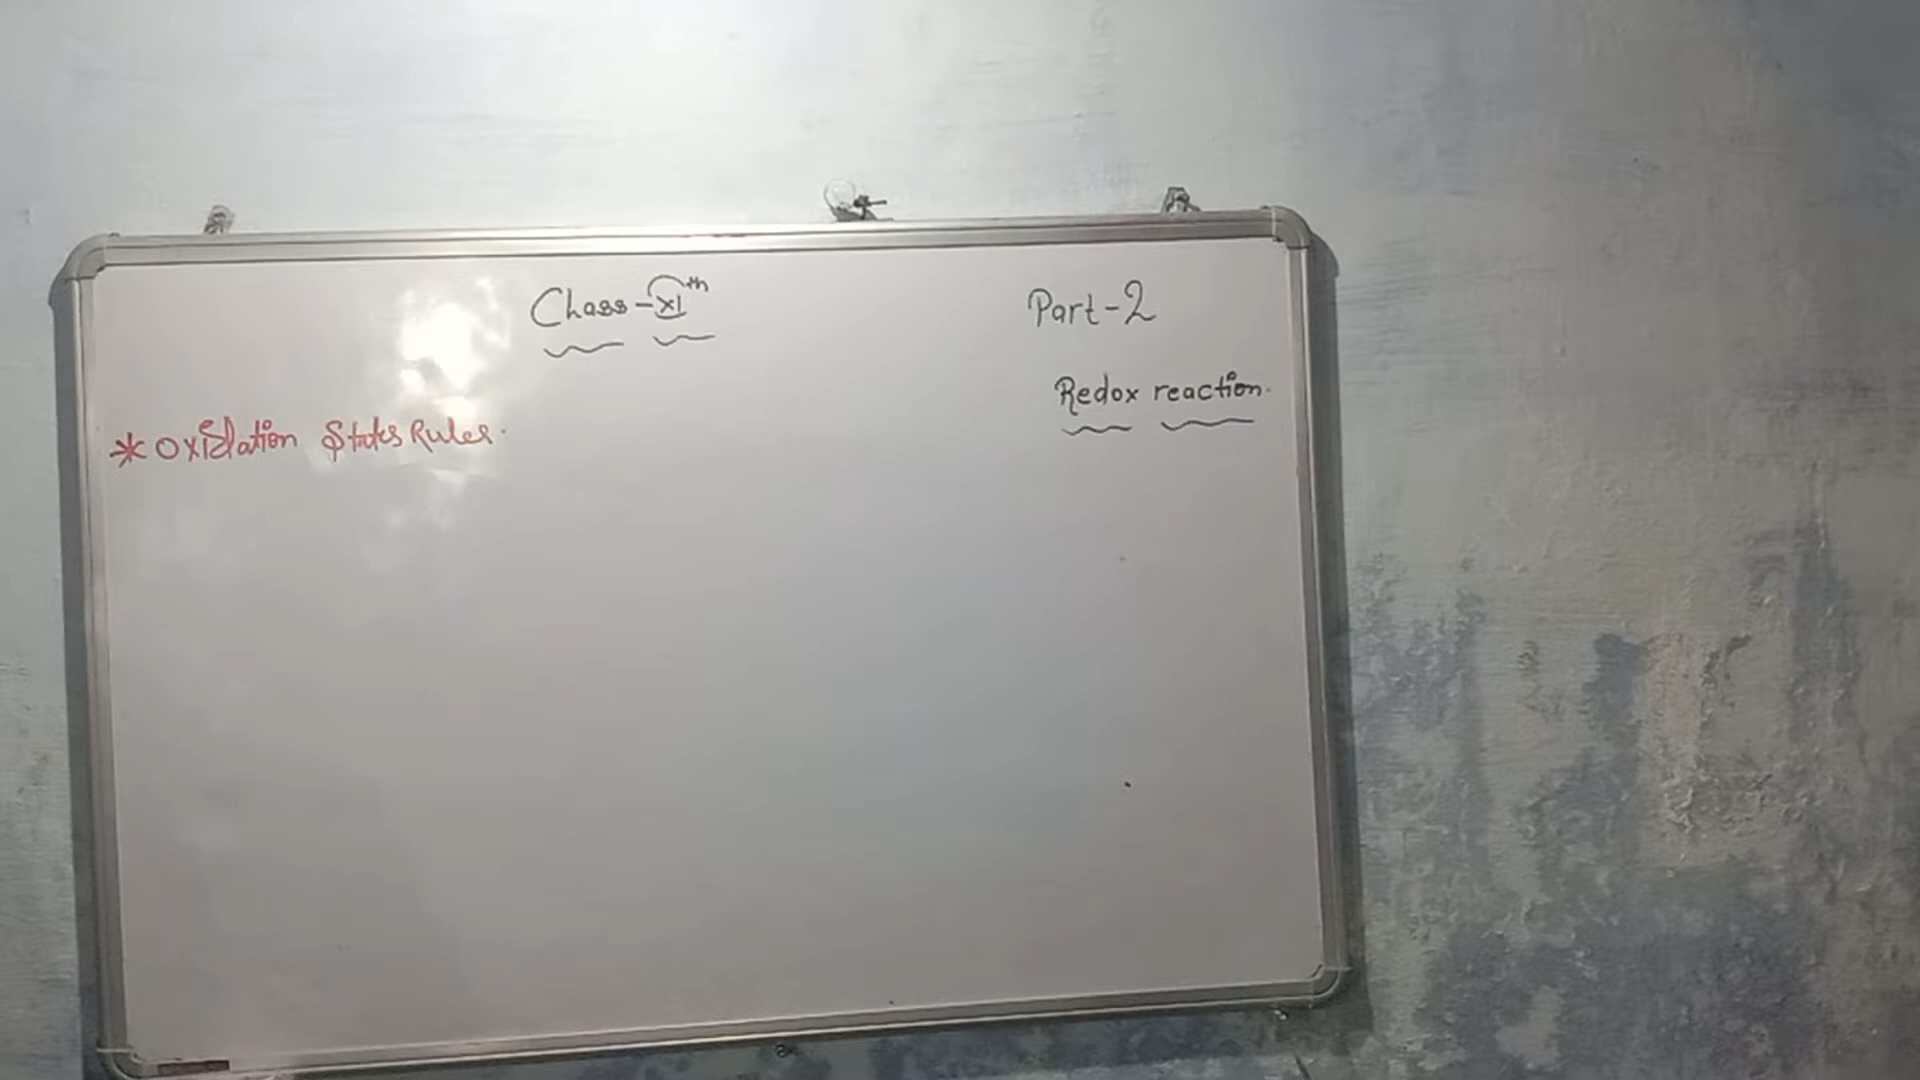 Class-XIth
Part-2
Redox reaction.
* Oxidation States Rules.